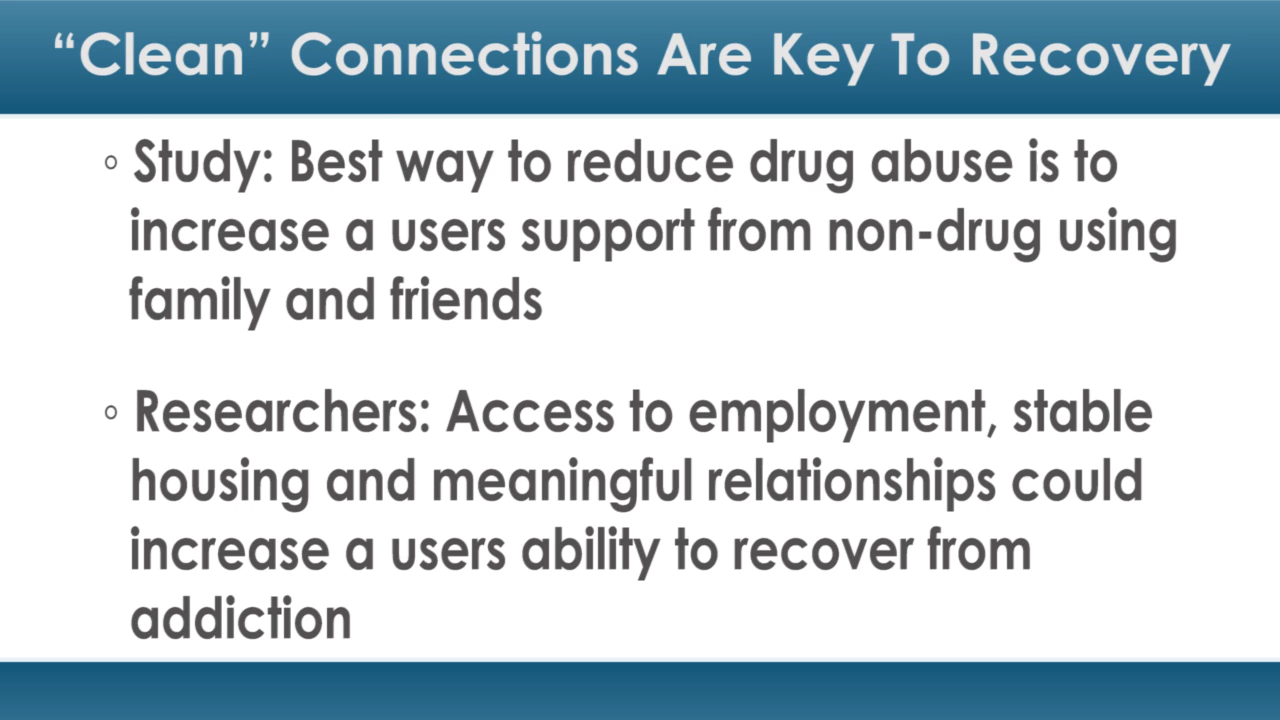 “Clean” Connections Are Key To Recovery
◦ Study: Best way to reduce drug abuse is to
increase a users support from non-drug using
family and friends
◦ Researchers: Access to employment, stable
housing and meaningful relationships could
increase a users ability to recover from
addiction